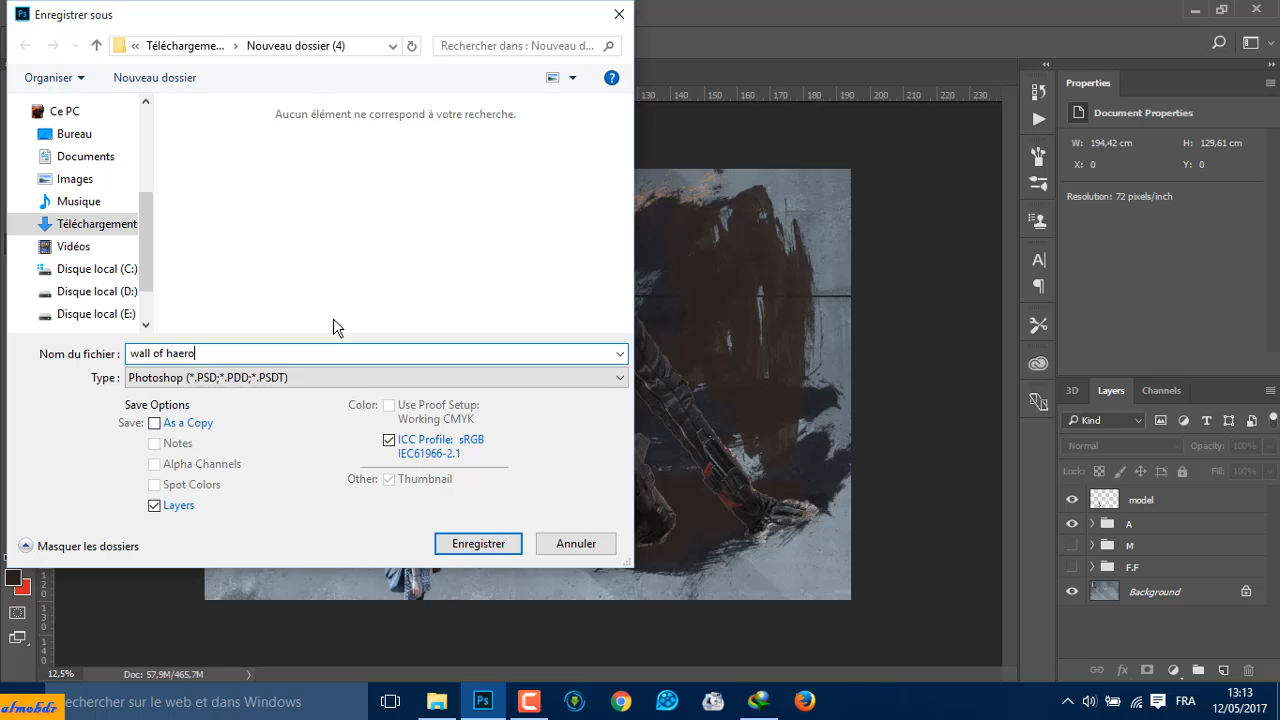 Enregistrer sous
Téléchargeme... Nouveau dossier (4)
Rechercher dans : Nouveau d...
Organiser
Nouveau dossier
Ce PC
Bureau
Documents
Images
Musique
Téléchargement
Vidéos
Disque local (C:)
Disque local (D:)
Disque local (E:)
Aucun élément ne correspond à votre recherche.
Nom du fichier : wall of haero
Type : Photoshop (*.PSD;*.PDD;*.PSDT)
Save Options
Save: As a Copy
Notes
Alpha Channels
Spot Colors
Layers
Color: Use Proof Setup:
Working CMYK
ICC Profile: sRGB
IEC61966-2.1
Other: Thumbnail
Masquer les dossiers
Enregistrer
Annuler
130 140 150 160 170 180 190 200 210 220 230
Properties
Document Properties
W: 194,42 cm H: 129,61 cm
X: 0 Y: 0
Resolution: 72 pixels/inch
3D Layers Channels
Kind
Normal Opacity: 100%
Lock: Fill: 100%
model
A
M
F.F
Background
120
130
140
12,5% Doc: 57,9M/465,7M
echercher sur le web et dans Windows
FRA
13:13
12/05/2017